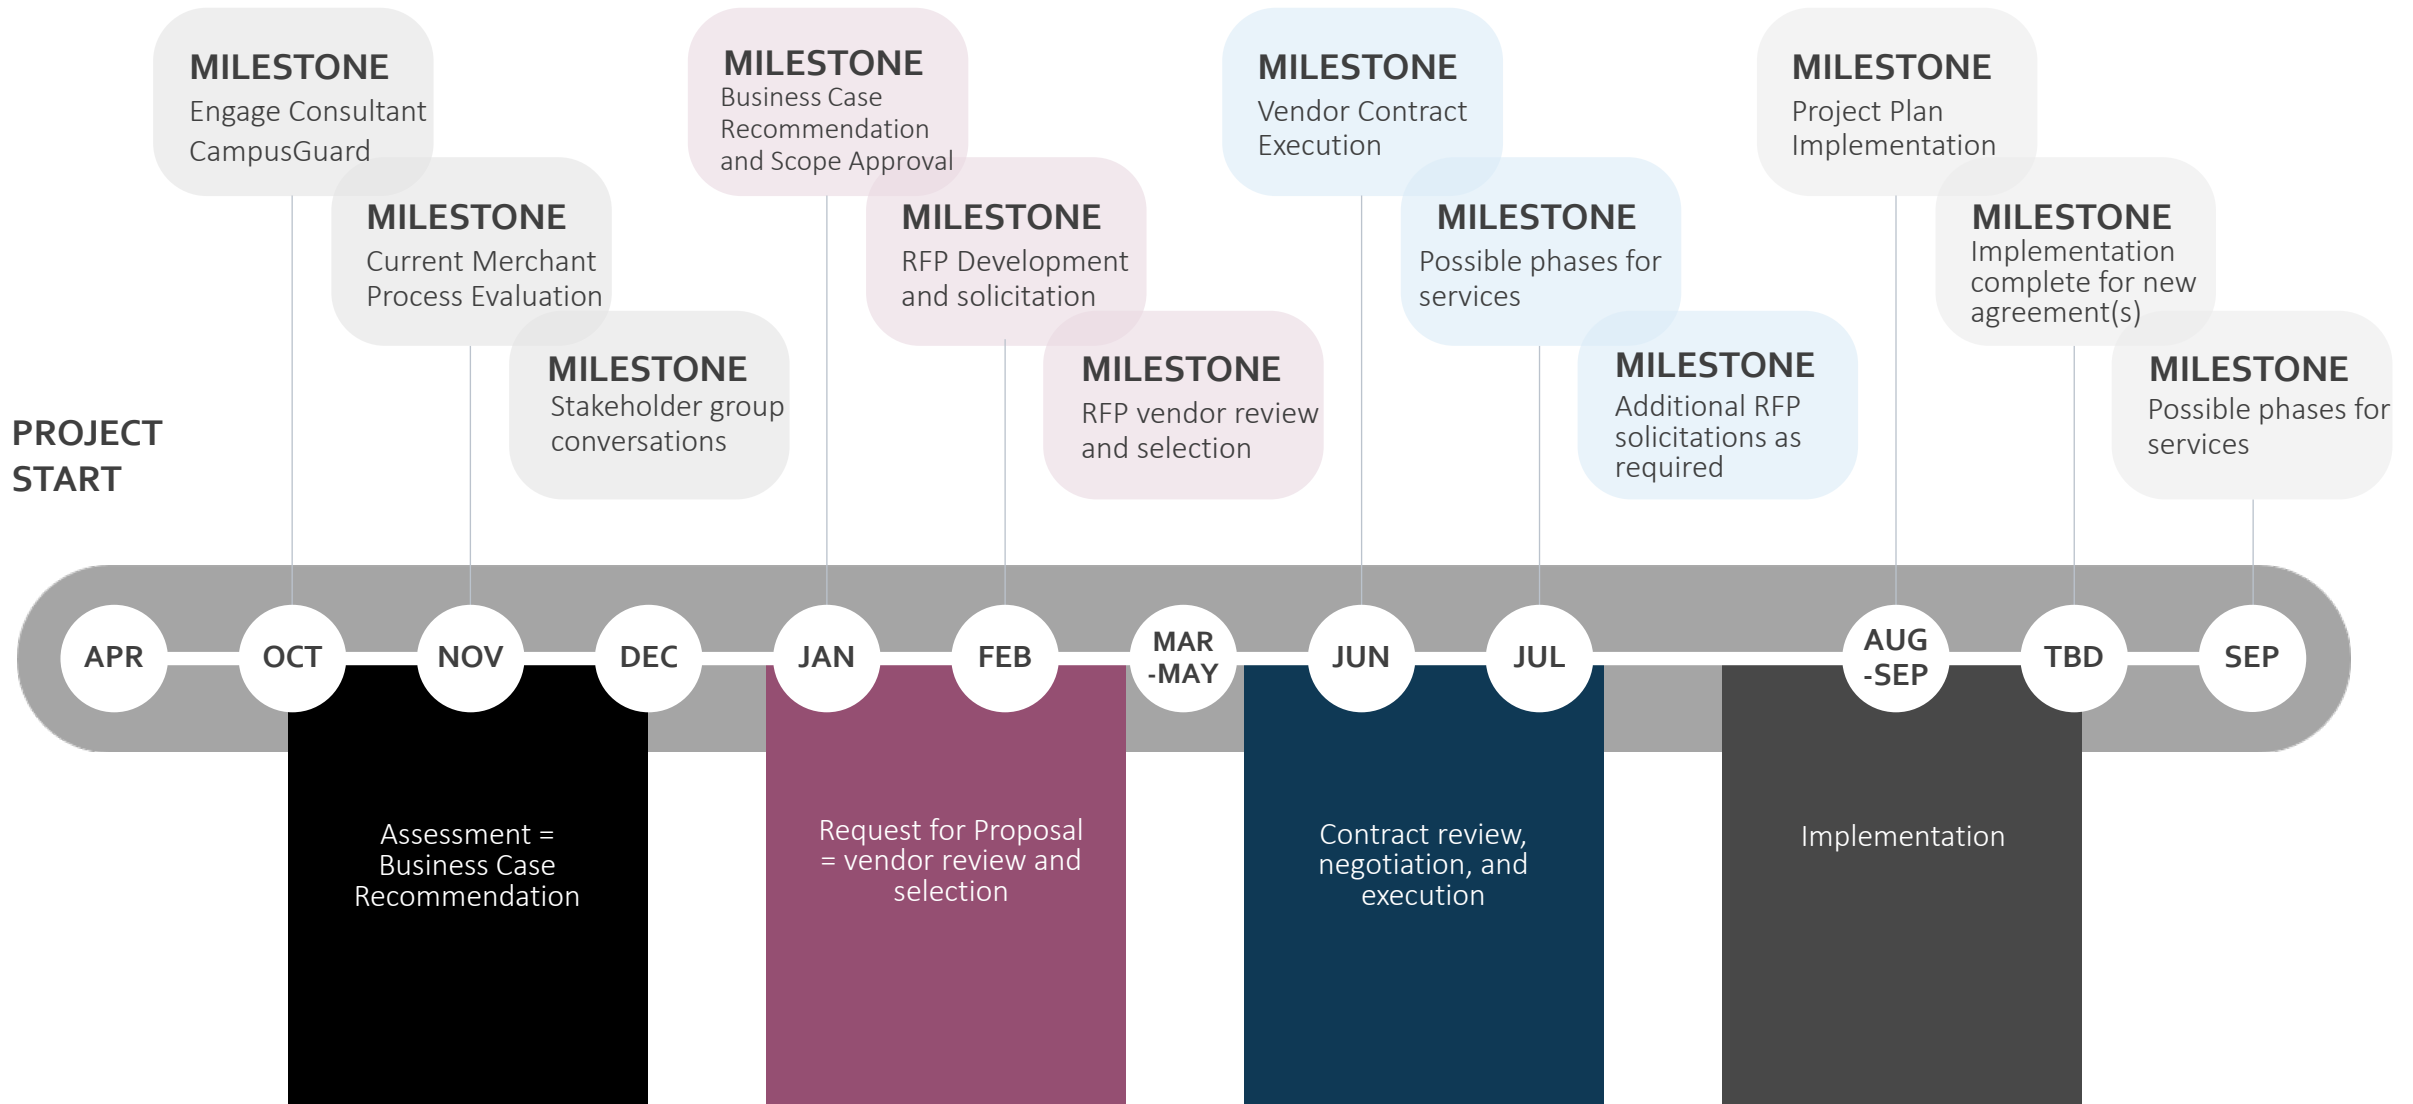 MILESTONE
Engage Consultant
CampusGuard
MILESTONE
Current Merchant
Process Evaluation
MILESTONE
Stakeholder group
conversations
MILESTONE
Business Case
Recommendation
and Scope Approval
MILESTONE
RFP Development
and solicitation
MILESTONE
RFP vendor review
and selection
MILESTONE
Vendor Contract
Execution
MILESTONE
Possible phases for
services
MILESTONE
Additional RFP
solicitations as
required
MILESTONE
Project Plan
Implementation
MILESTONE
Implementation
complete for new
agreement(s)
MILESTONE
Possible phases for
services
PROJECT
START
APR
OCT
NOV
DEC
JAN
FEB
MAR
-MAY
JUN
JUL
AUG
-SEP
TBD
SEP
Assessment =
Business Case
Recommendation
Request for Proposal
= vendor review and
selection
Contract review,
negotiation, and
execution
Implementation